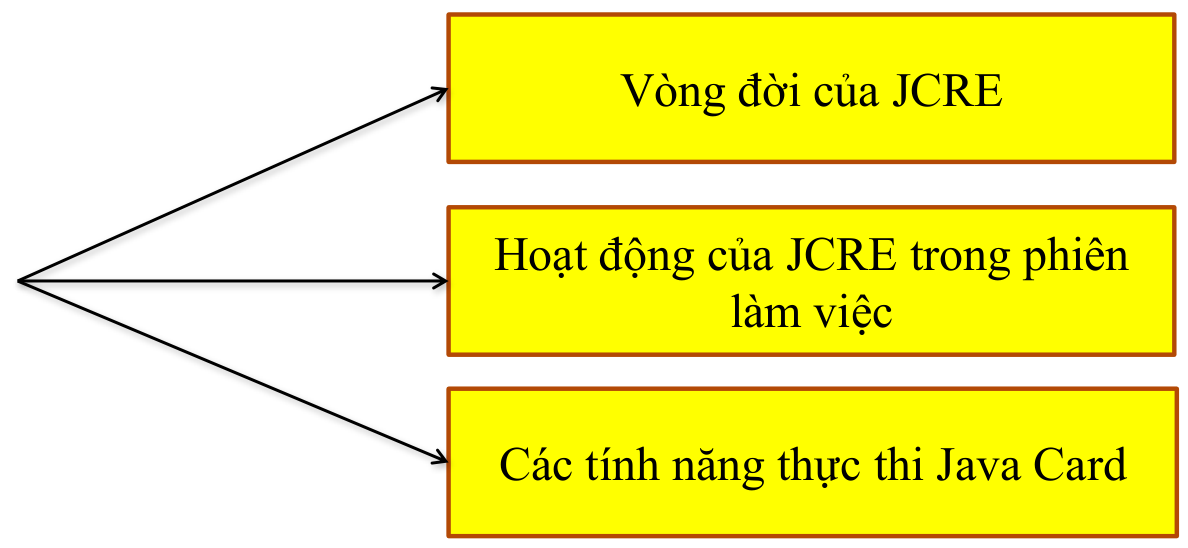 Vòng đời của JCRE
Hoạt động của JCRE trong phiên
làm việc
Các tính năng thực thi Java Card